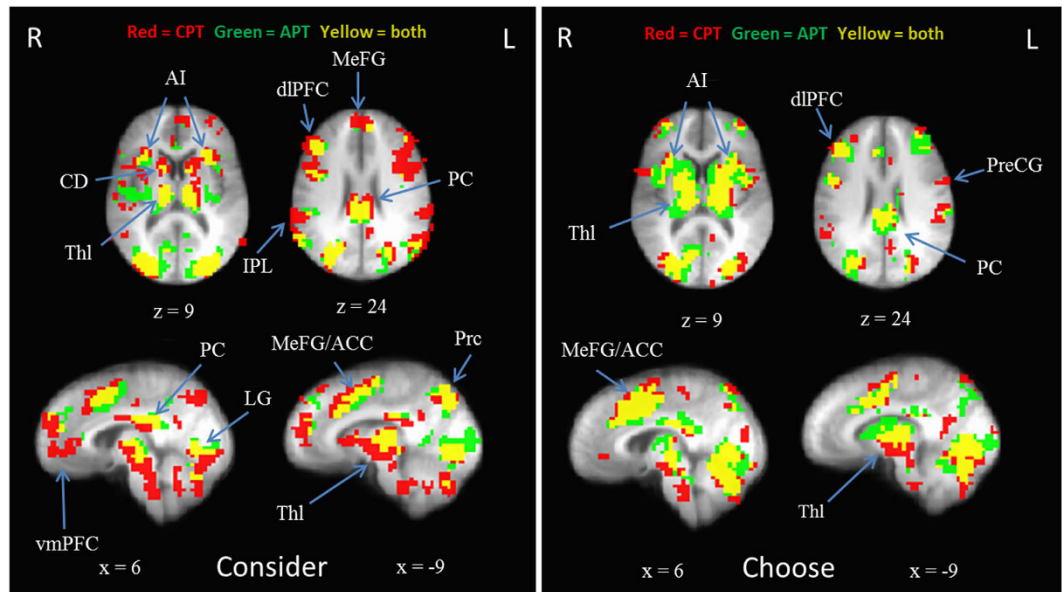 Red = CPT Green = APT Yellow = both
R L
MeFG
AI
dlPFC
CD
PC
Thl
IPL
z = 9 z = 24
PC
MeFG/ACC
Prc
LG
Thl
vmPFC
x = 6 Consider x = -9
Red = CPT Green = APT Yellow = both
R L
AI
dlPFC
PreCG
Thl
PC
z = 9 z = 24
MeFG/ACC
Thl
x = 6 Choose x = -9